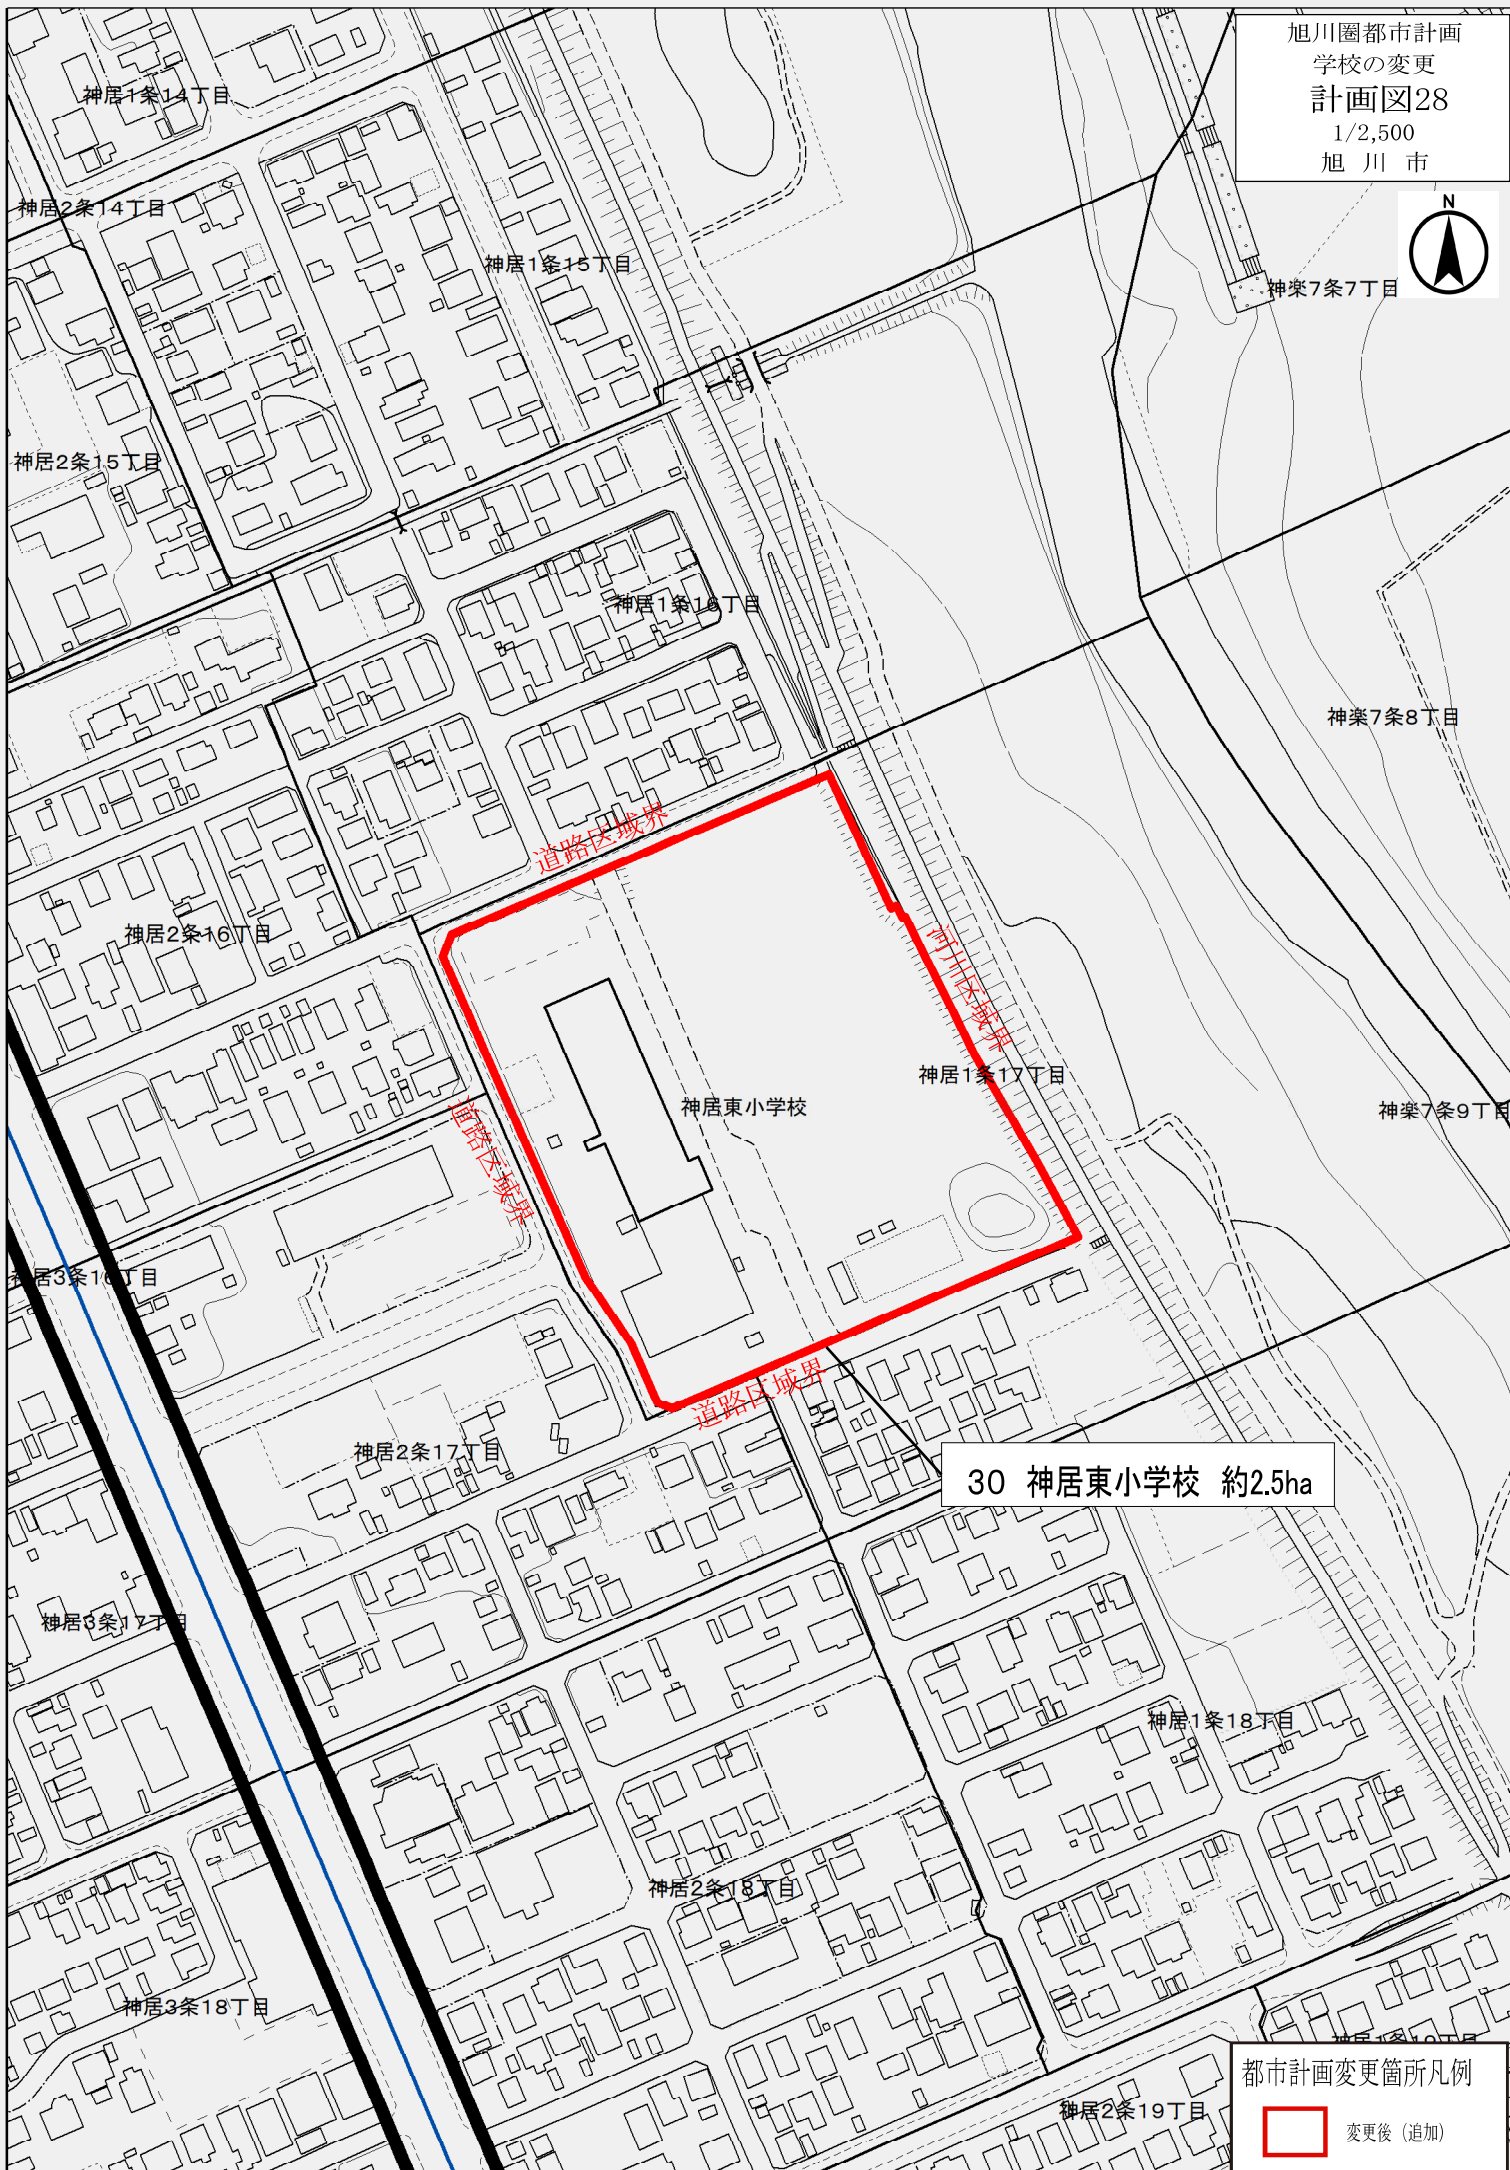 旭川圏都市計画
学校の変更
計画図28
1/2,500
旭川市
N
神居1条14丁目
神居2条14丁目
神居1条15丁目
神楽7条7丁目
神居2条15丁目
神居1条16丁目
神楽7条8丁目
道路区域界
神居2条16丁目
河川区域界
神居1条17丁目
神居東小学校
神楽7条9丁目
道路区域界
神居3条16丁目
道路区域界
神居2条17丁目
30 神居東小学校 約2.5ha
神居3条17丁目
神居1条18丁目
神居2条18丁目
神居3条18丁目
神居1条19丁目
都市計画変更箇所凡例
神居2条19丁目
変更後（追加）